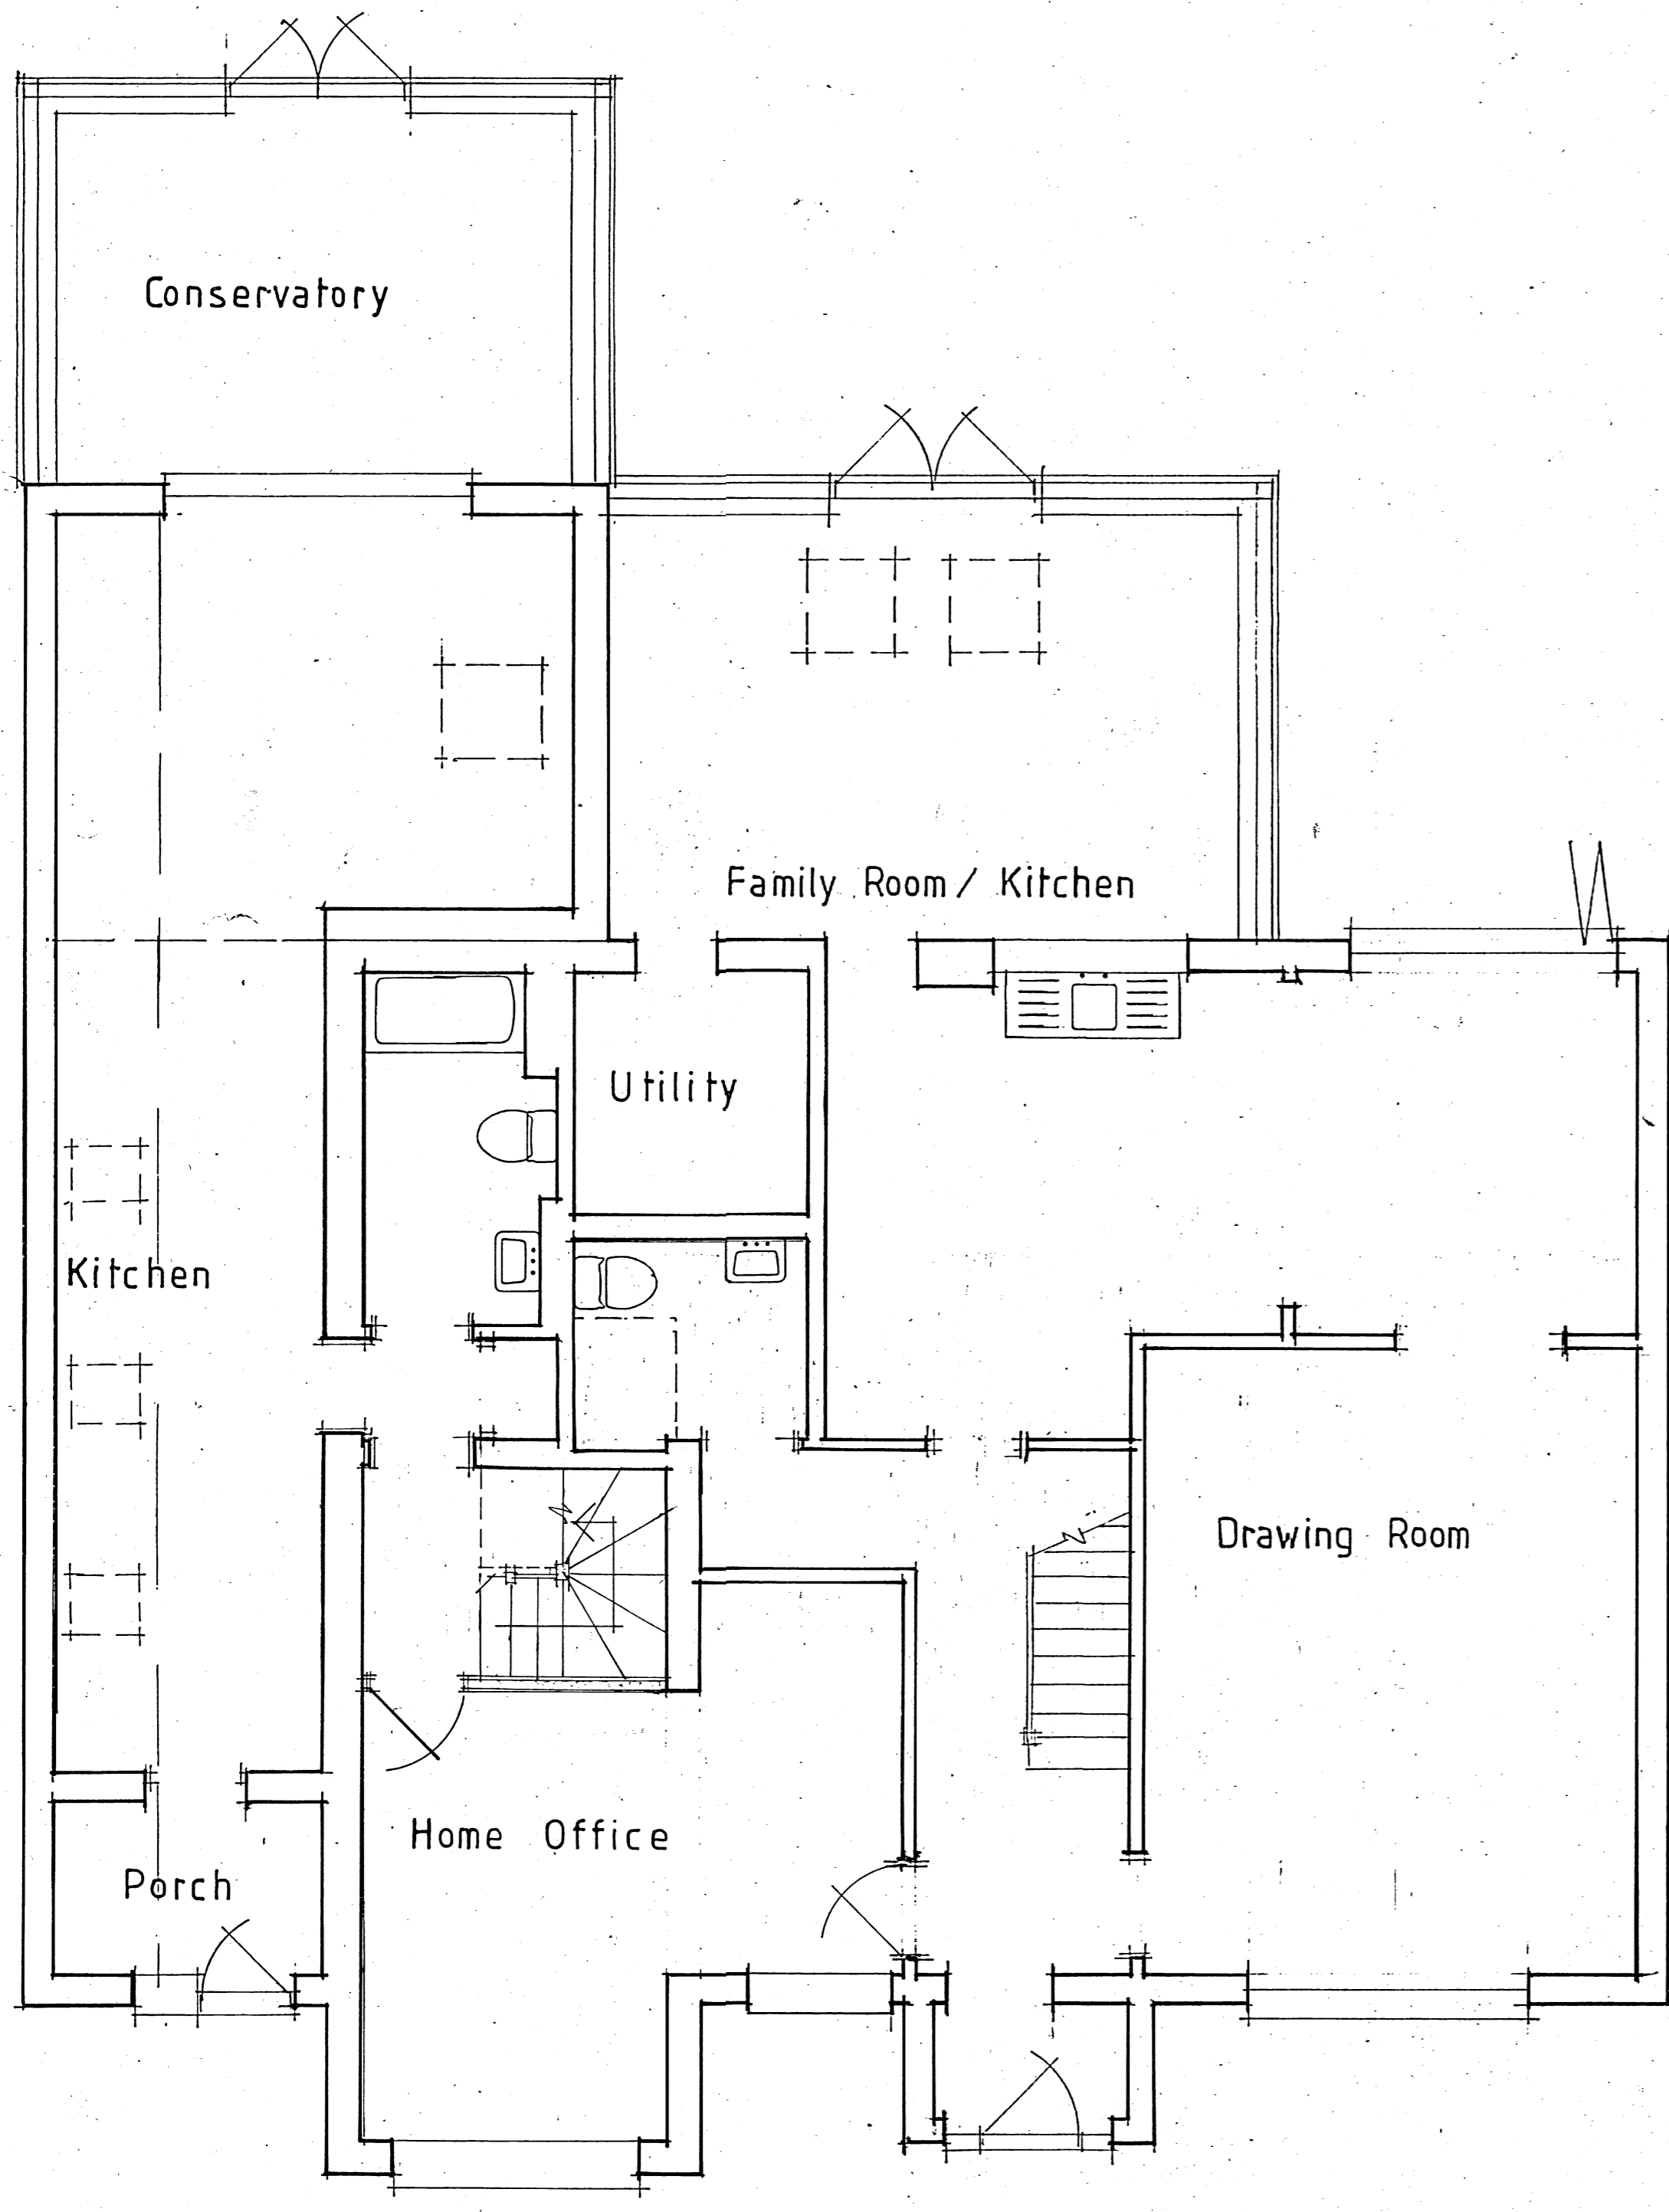 Conservatory
Family Room / Kitchen
Utility
Kitchen
Drawing Room
Home Office
Porch